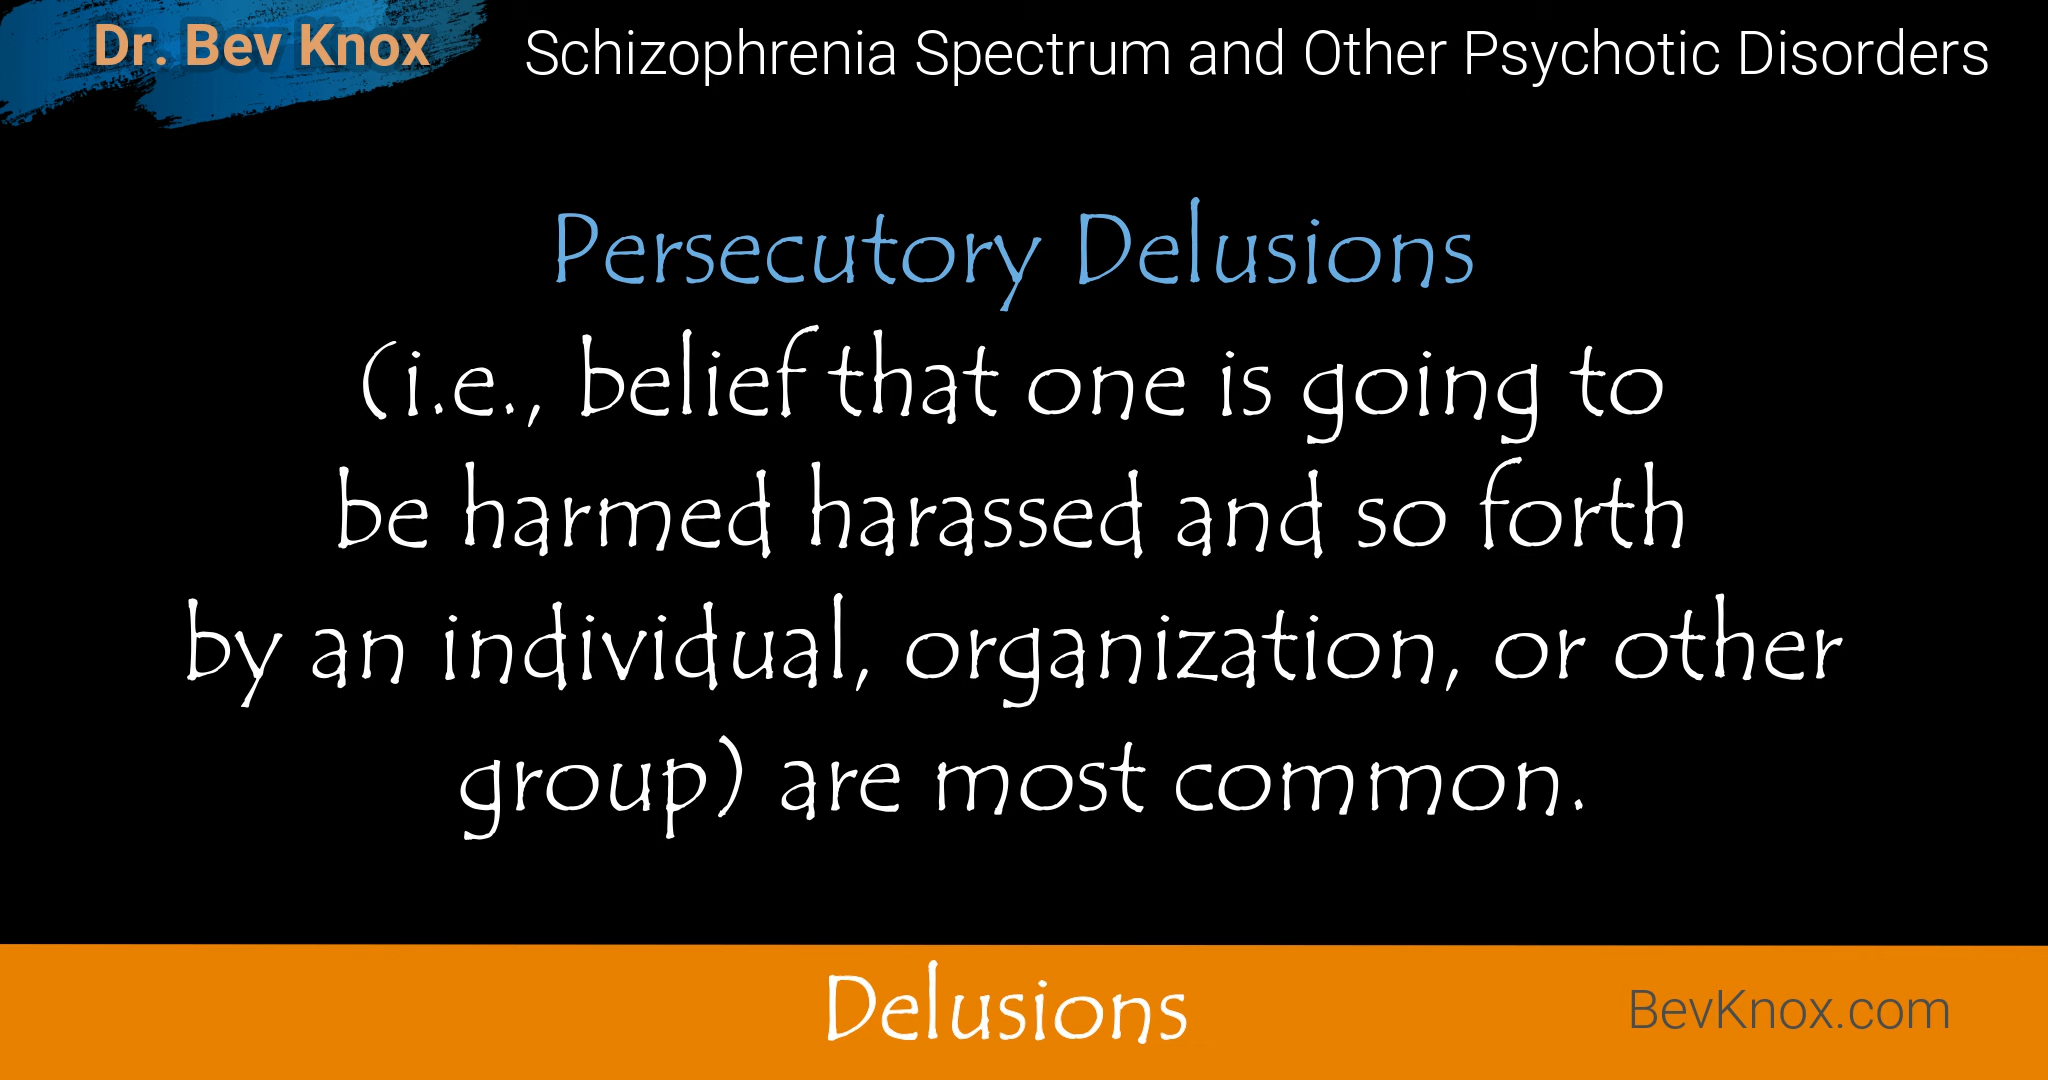 Dr. Bev Knox
Schizophrenia Spectrum and Other Psychotic Disorders
Persecutory Delusions
(i.e., belief that one is going to
be harmed harassed and so forth
by an individual, organization, or other
group) are most common.
Delusions
BevKnox.com